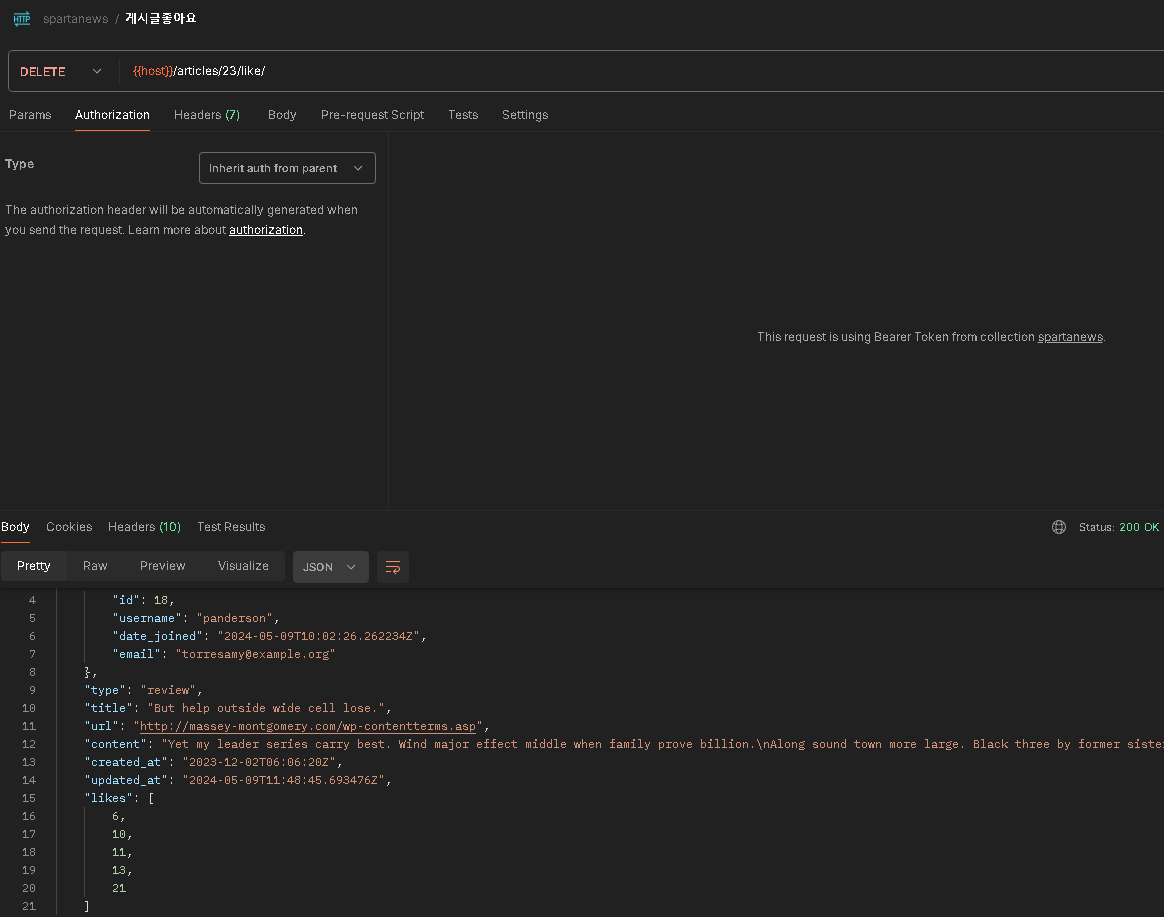 HTTP spartanews / 게시글좋아요
DELETE {{host}}/articles/23/like/
Params Authorization Headers (7) Body Pre-request Script Tests Settings
Type Inherit auth from parent
The authorization header will be automatically generated when
you send the request. Learn more about authorization.
This request is using Bearer Token from collection spartanews.
Body Cookies Headers (10) Test Results Status: 200 OK
Pretty Raw Preview Visualize JSON
4 "id": 18,
5 "username": "panderson",
6 "date_joined": "2024-05-09T10:02:26.262234Z",
7 "email": "torresamy@example.org"
8 },
9 "type": "review",
10 "title": "But help outside wide cell lose.",
11 "url": "http://massey-montgomery.com/wp-contentterms.asp",
12 "content": "Yet my leader series carry best. Wind major effect middle when family prove billion.\nAlong sound town more large. Black three by former siste
13 "created_at": "2023-12-02T06:06:20Z",
14 "updated_at": "2024-05-09T11:48:45.693476Z",
15 "likes": [
16 6,
17 10,
18 11,
19 13,
20 21
21 ]